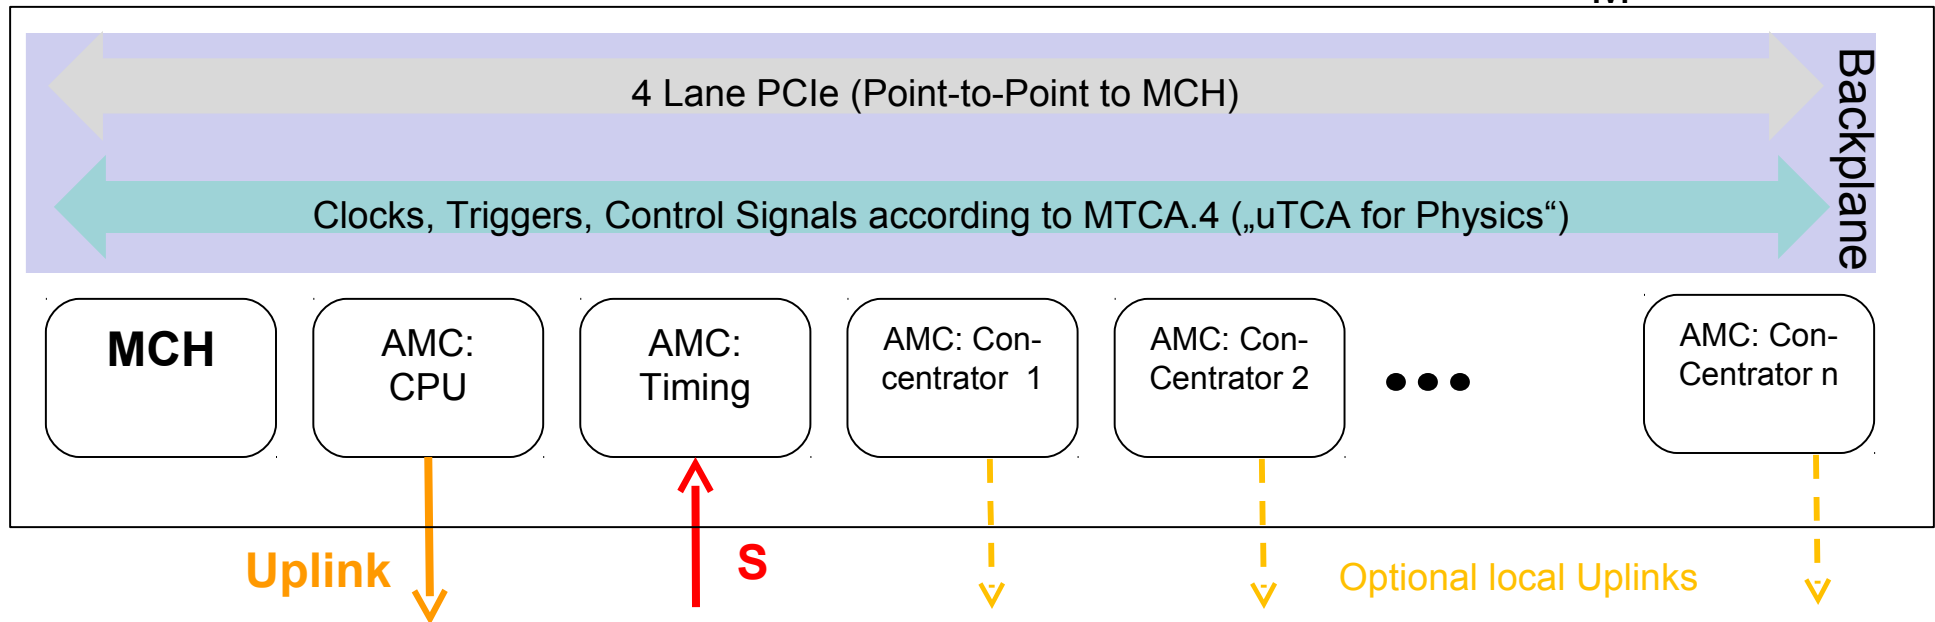 4 Lane PCIe (Point-to-Point to MCH)
Backplane
Clocks, Triggers, Control Signals according to MTCA.4 („uTCA for Physics“)
MCH
AMC:
CPU
AMC:
Timing
AMC: Con-
centrator 1
AMC: Con-
Centrator 2
•••
AMC: Con-
Centrator n
Uplink
S
Optional local Uplinks